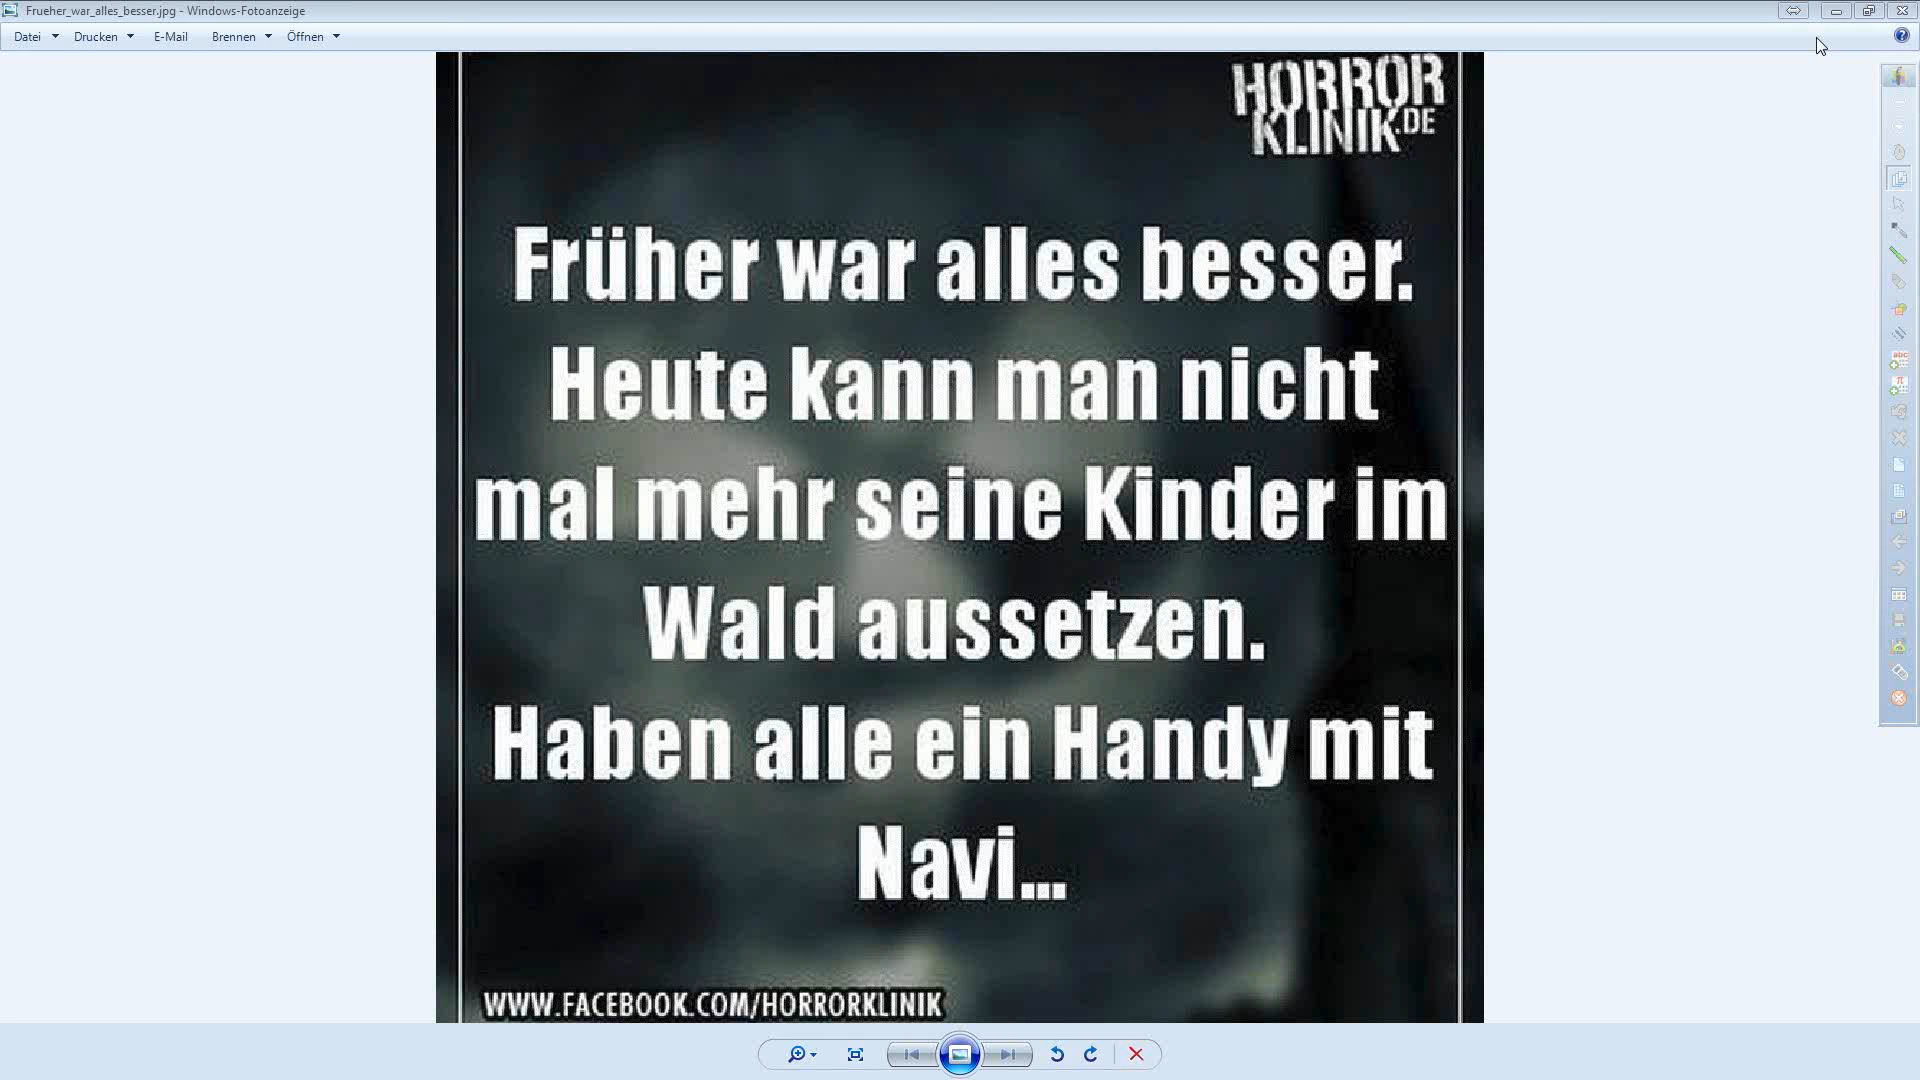 Frueher_war_alles_besser.jpg - Windows-Fotoanzeige
Datei Drucken E-Mail Brennen Öffnen
HORROR
KLINIK.DE
Früher war alles besser.
Heute kann man nicht
mal mehr seine Kinder im
Wald aussetzen.
Haben alle ein Handy mit
Navi...
WWW.FACEBOOK.COM/HORRORKLINIK
abc
π